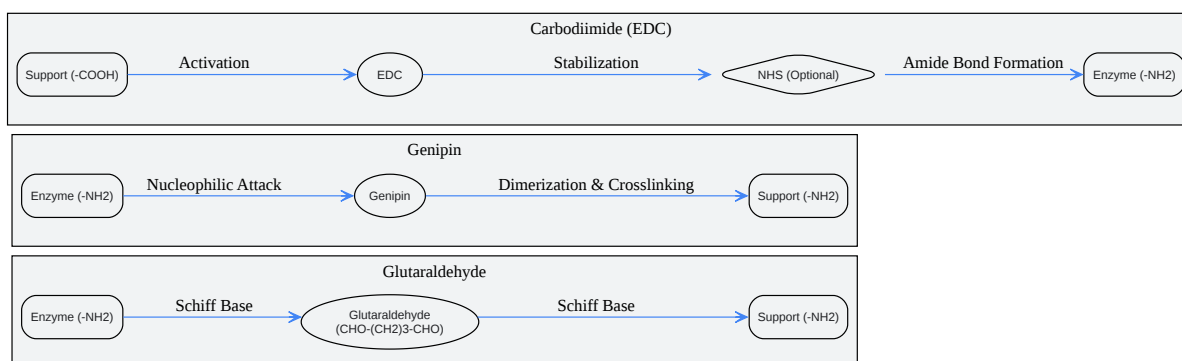 Carbodiimide (EDC)
Support (-COOH)
Activation
EDC
Stabilization
NHS (Optional)
Amide Bond Formation
Enzyme (-NH2)
Genipin
Enzyme (-NH2)
Nucleophilic Attack
Genipin
Dimerization & Crosslinking
Support (-NH2)
Glutaraldehyde
Enzyme (-NH2)
Schiff Base
Glutaraldehyde
(CHO-(CH2)3-CHO)
Schiff Base
Support (-NH2)